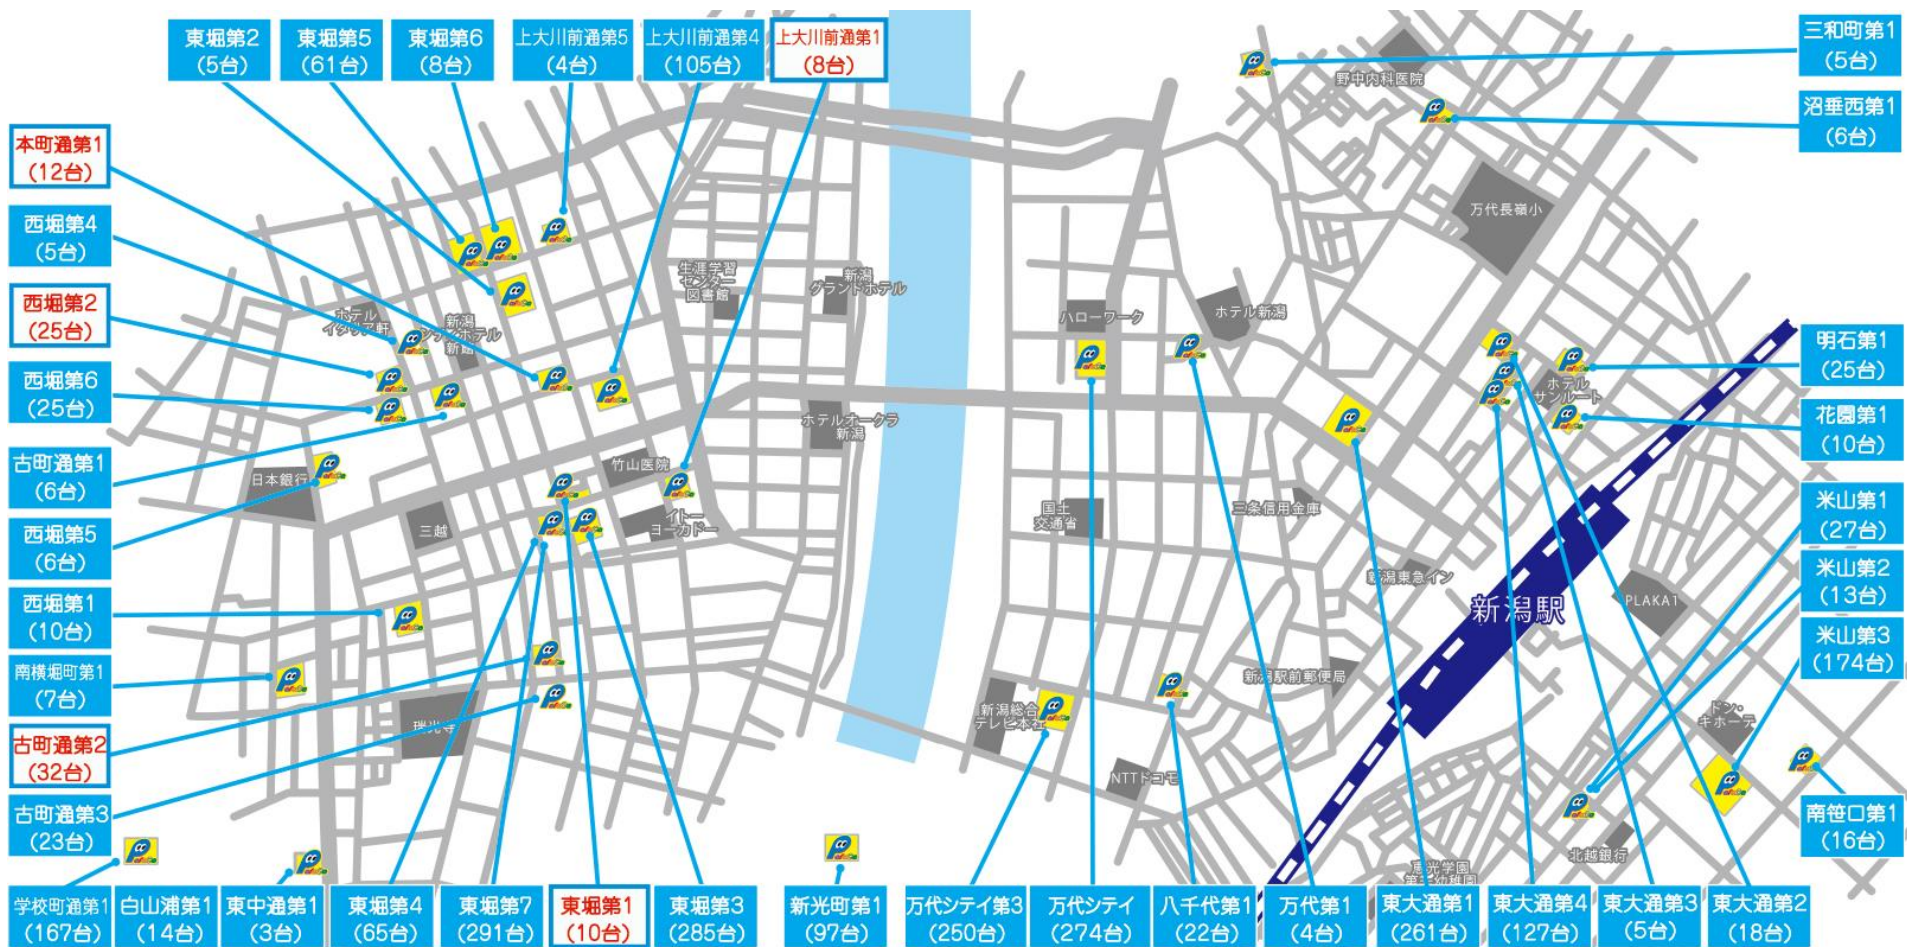 東堀第2
(5台)
東堀第5
(61台)
東堀第6
(8台)
上大川前通第5
(4台)
上大川前通第4
(105台)
上大川前通第1
(8台)
三和町第1
(5台)
沼垂西第1
(6台)
本町通第1
(12台)
西堀第4
(5台)
西堀第2
(25台)
西堀第6
(25台)
古町通第1
(6台)
西堀第5
(6台)
西堀第1
(10台)
南横堀町第1
(7台)
古町通第2
(32台)
古町通第3
(23台)
野中内科医院
万代長嶺小
生涯学習
センター
図書館
新潟
グランドホテル
ホテル
イタリア軒
新潟
新館
ハローワーク
ホテル新潟
ホテル
サンルート
ホテルオークラ
新潟
竹山医院
日本銀行
三越
イトー
ヨーカドー
国土
交通省
三条信用金庫
新潟東急イン
新潟駅
PLAKA1
新潟駅前郵便局
新潟総合
テレビ本社
瑞光寺
NTTドコモ
ドン・
キホーテ
北越銀行
恵光学園
明石第1
(25台)
花園第1
(10台)
米山第1
(27台)
米山第2
(13台)
米山第3
(174台)
南笹口第1
(16台)
学校町通第1
(167台)
白山浦第1
(14台)
東中通第1
(3台)
東堀第4
(65台)
東堀第7
(291台)
東堀第1
(10台)
東堀第3
(285台)
新光町第1
(97台)
万代シテイ第3
(250台)
万代シテイ
(274台)
八千代第1
(22台)
万代第1
(4台)
東大通第1
(261台)
東大通第4
(127台)
東大通第3
(5台)
東大通第2
(18台)